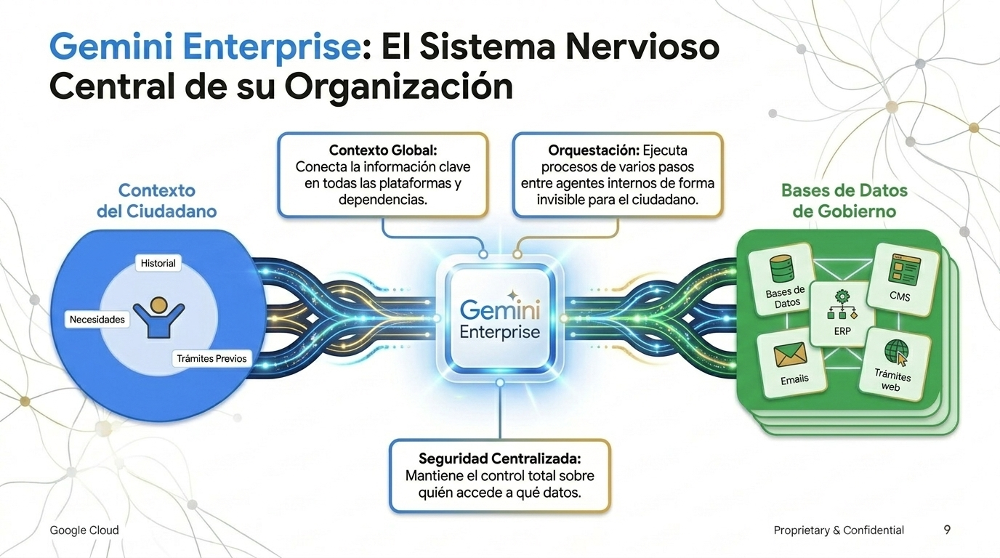 Gemini Enterprise: El Sistema Nervioso
Central de su Organización
Contexto Global:
Conecta la información clave
en todas las plataformas y
dependencias.
Orquestación: Ejecuta
procesos de varios pasos
entre agentes internos de forma
invisible para el ciudadano.
Contexto
del Ciudadano
Historial
Necesidades
Trámites Previos
Gemini
Enterprise
Bases de Datos
de Gobierno
Bases de
Datos
CMS
ERP
Emails
Trámites
web
Seguridad Centralizada:
Mantiene el control total sobre
quién accede a qué datos.
Google Cloud
Proprietary & Confidential
9